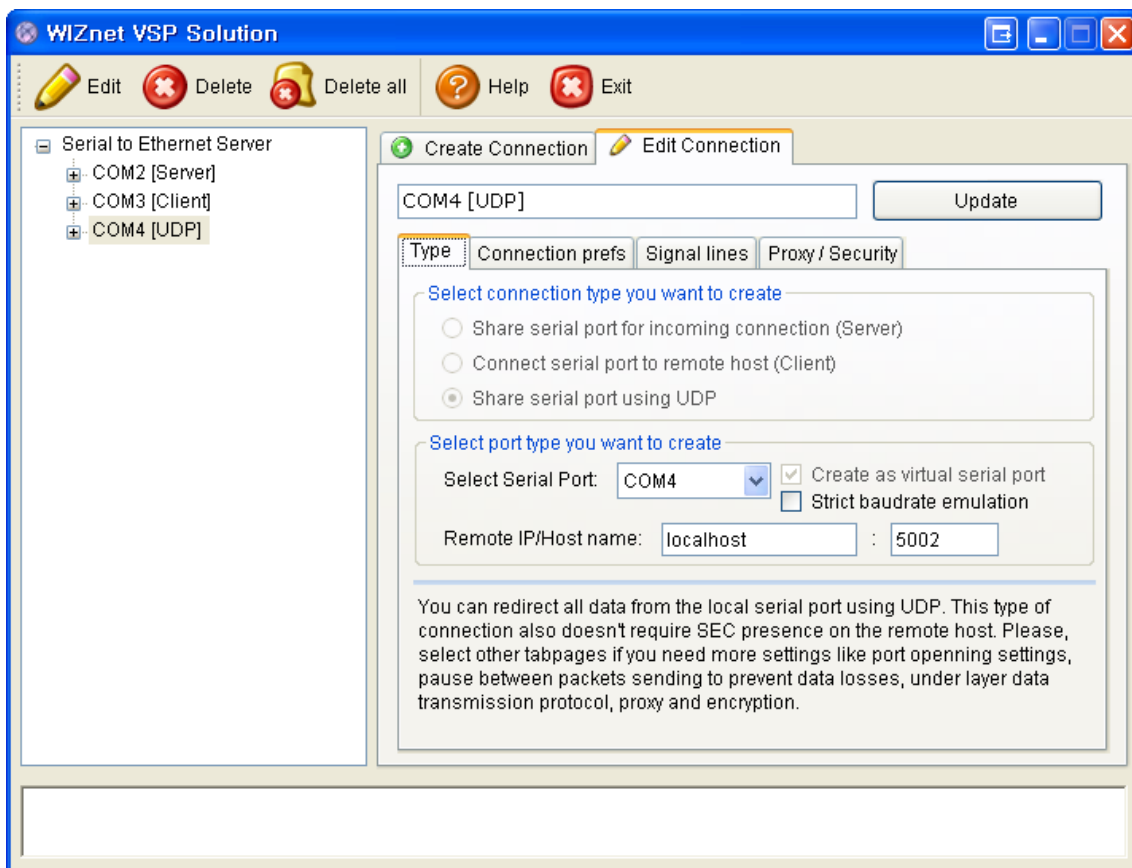 WIZnet VSP Solution
Edit Delete Delete all Help Exit
Serial to Ethernet Server
COM2 [Server]
COM3 [Client]
COM4 [UDP]
Create Connection Edit Connection
COM4 [UDP] Update
Type Connection prefs Signal lines Proxy / Security
Select connection type you want to create
Share serial port for incoming connection (Server)
Connect serial port to remote host (Client)
Share serial port using UDP
Select port type you want to create
Select Serial Port: COM4 Create as virtual serial port
Strict baudrate emulation
Remote IP/Host name: localhost : 5002
You can redirect all data from the local serial port using UDP. This type of
connection also doesn't require SEC presence on the remote host. Please,
select other tabpages if you need more settings like port openning settings,
pause between packets sending to prevent data losses, under layer data
transmission protocol, proxy and encryption.